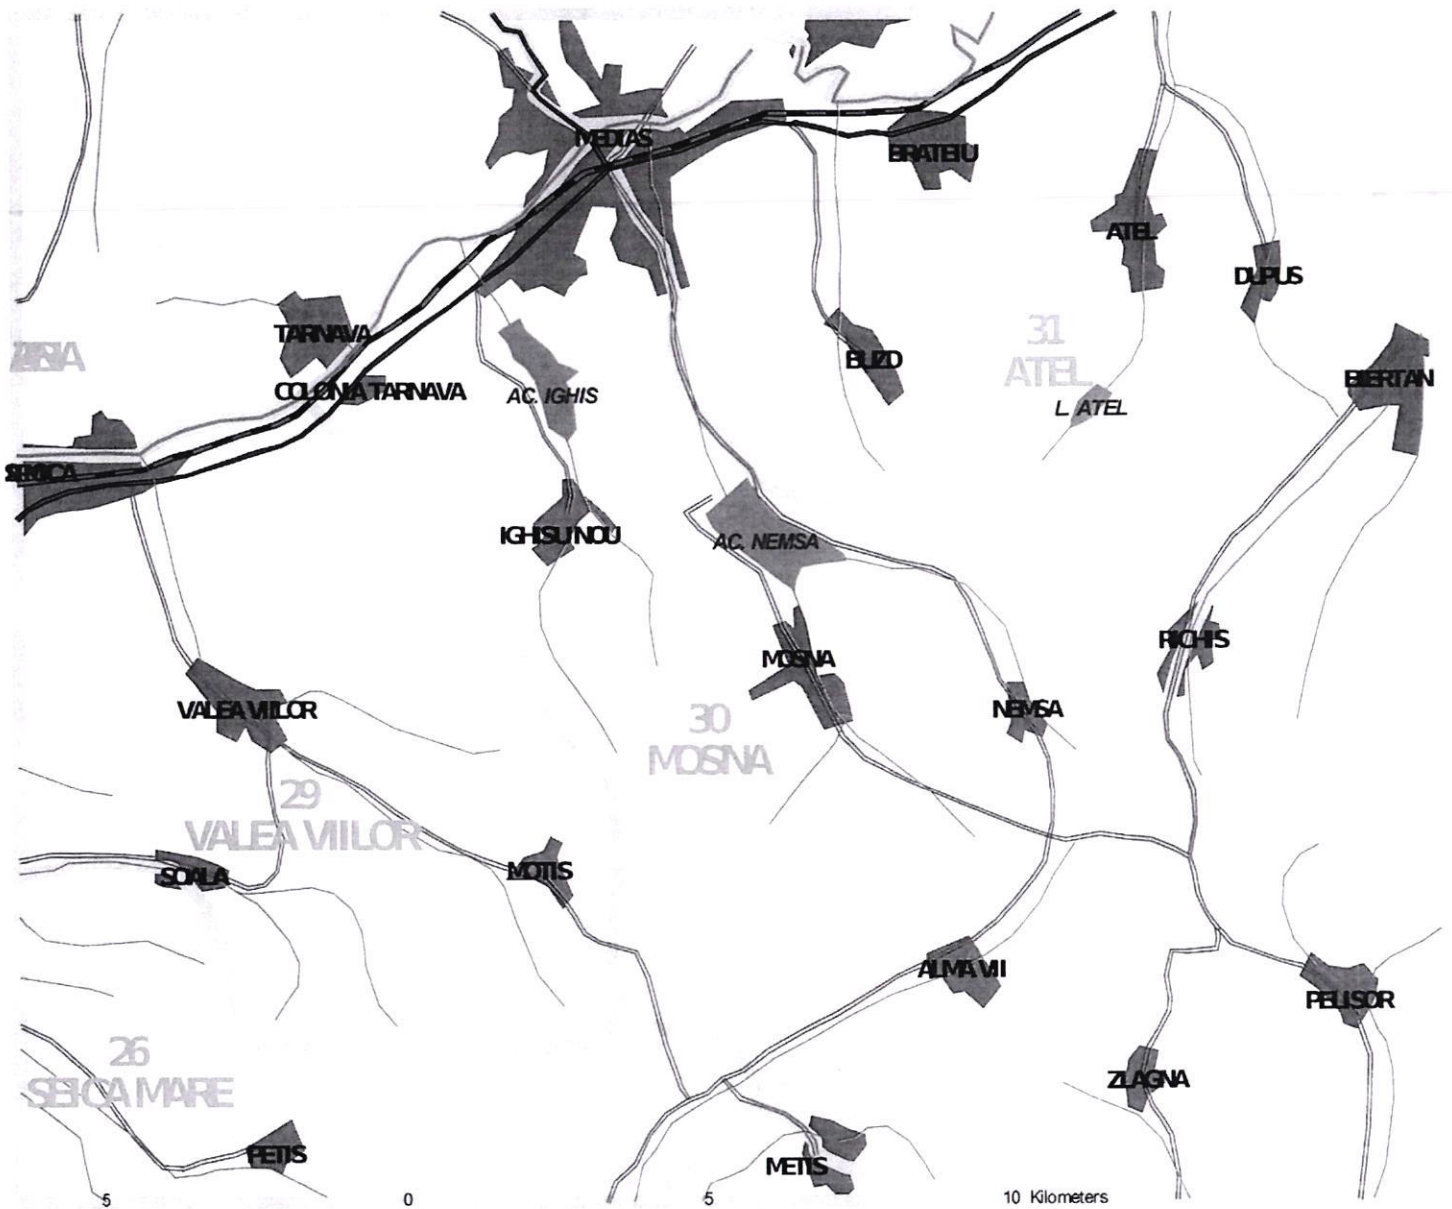 MEDIAS
BRATEIU
ATEL
DUPUS
TARNAVA
31
ATEL
BUZD
BIERTAN
COLONIA TARNAVA
AC. IGHIS
L. ATEL
IGHISU NOU
AC. NEMSA
RICHIS
MOSNA
VALEA VIILOR
NEMSA
30
MOSNA
29
VALEA VIILOR
MOTIS
SOALA
ALMA VII
PELISOR
26
SEICA MARE
ZLAGNA
PETIS
METIS
5 0 5 10 Kilometers